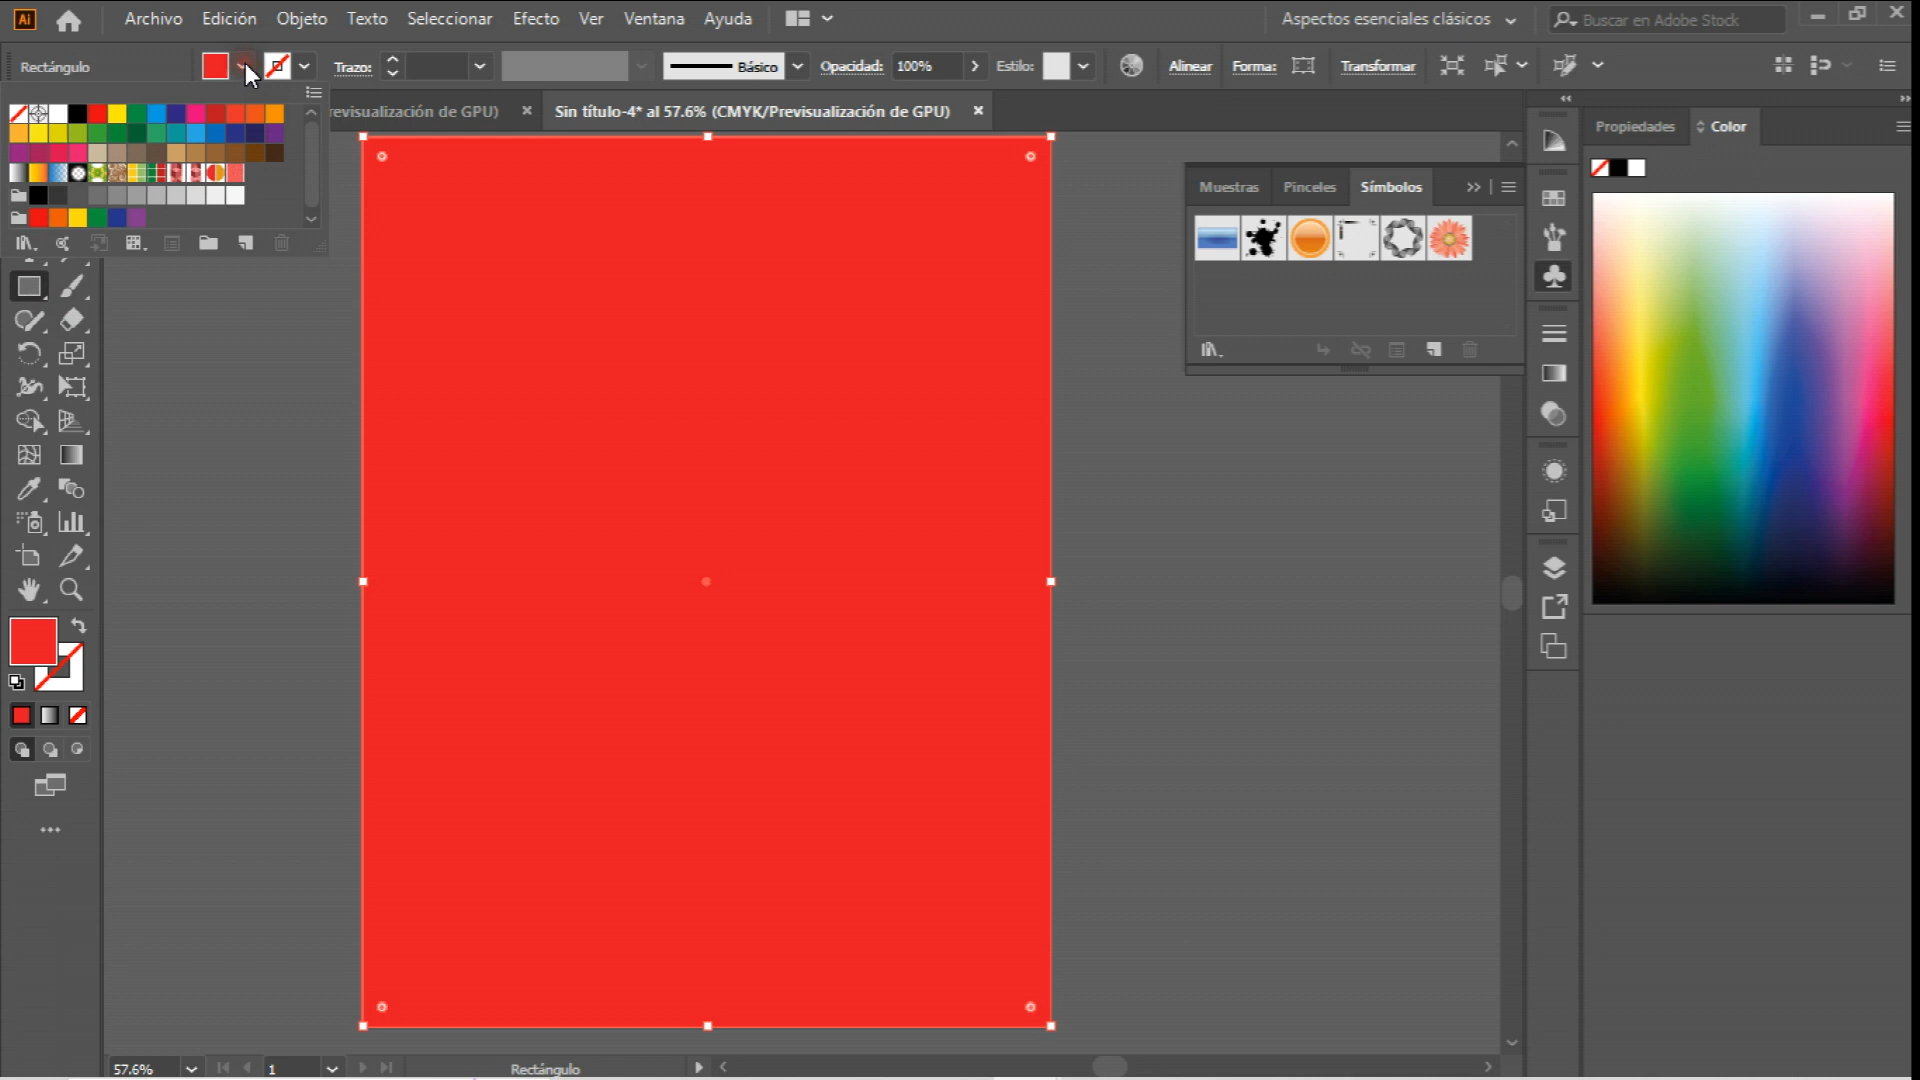 Ai Archivo Edición Objeto Texto Seleccionar Efecto Ver Ventana Ayuda Aspectos esenciales clásicos Buscar en Adobe Stock
Rectángulo Trazo: Básico Opacidad: 100% Estilo: Alinear Forma: Transformar
revisualización de GPU) Sin título-4* al 57.6% (CMYK/Previsualización de GPU)
Propiedades Color
Muestras Pinceles Símbolos
57.6% 1 Rectángulo